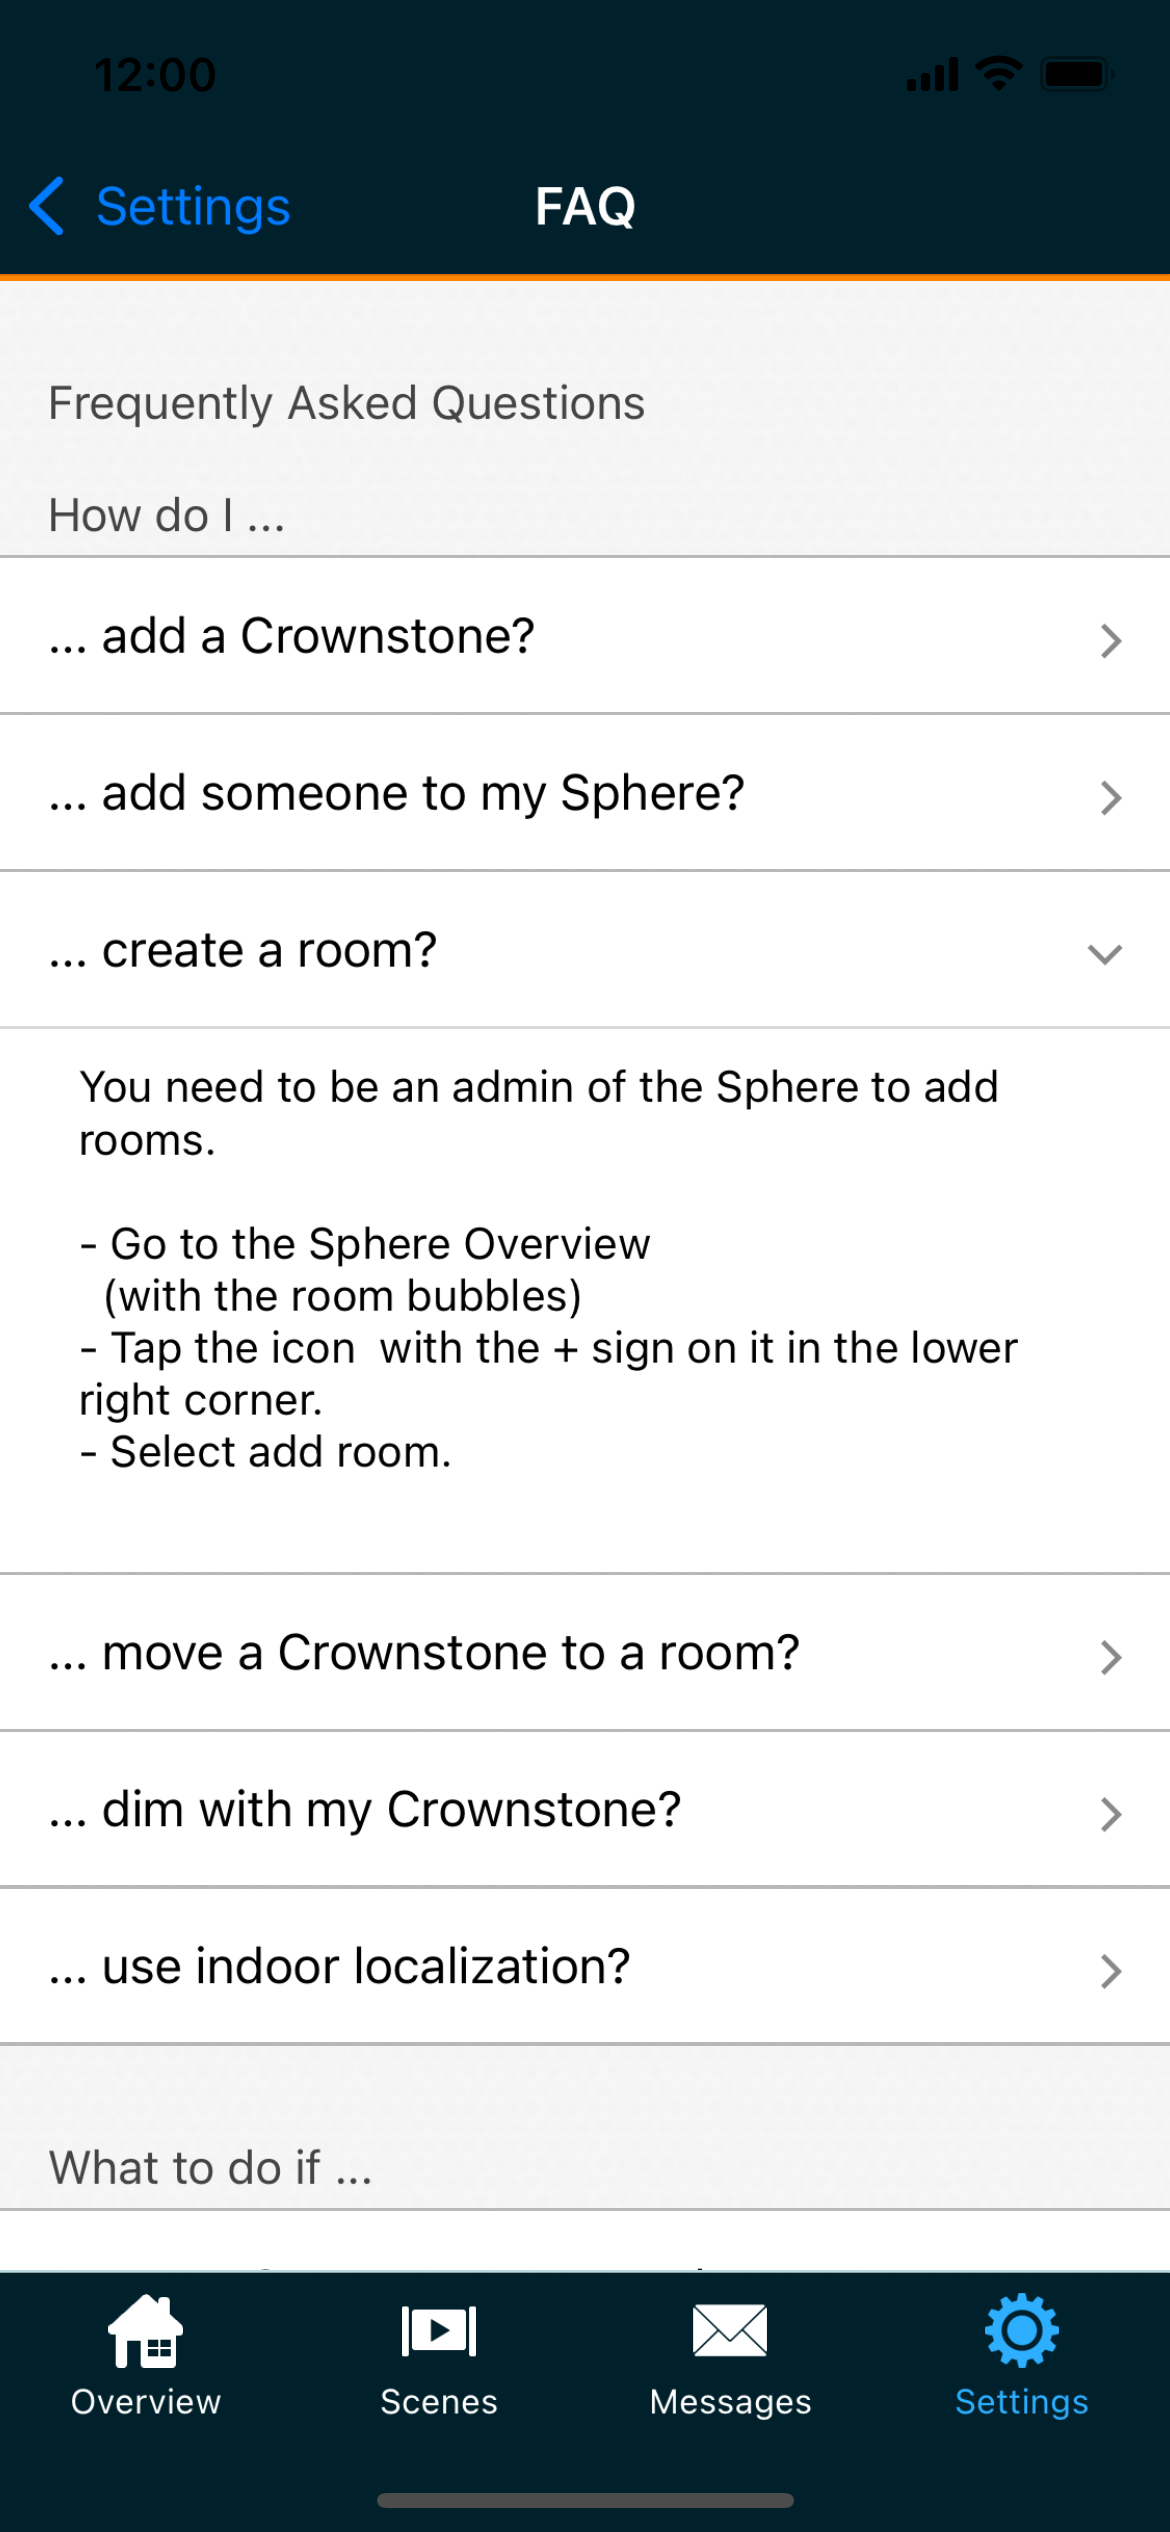 12:00
Settings
FAQ
Frequently Asked Questions
How do I ...
... add a Crownstone?
... add someone to my Sphere?
... create a room?
You need to be an admin of the Sphere to add
rooms.
- Go to the Sphere Overview
(with the room bubbles)
- Tap the icon  with the + sign on it in the lower
right corner.
- Select add room.
... move a Crownstone to a room?
... dim with my Crownstone?
... use indoor localization?
What to do if ...
Overview
Scenes
Messages
Settings